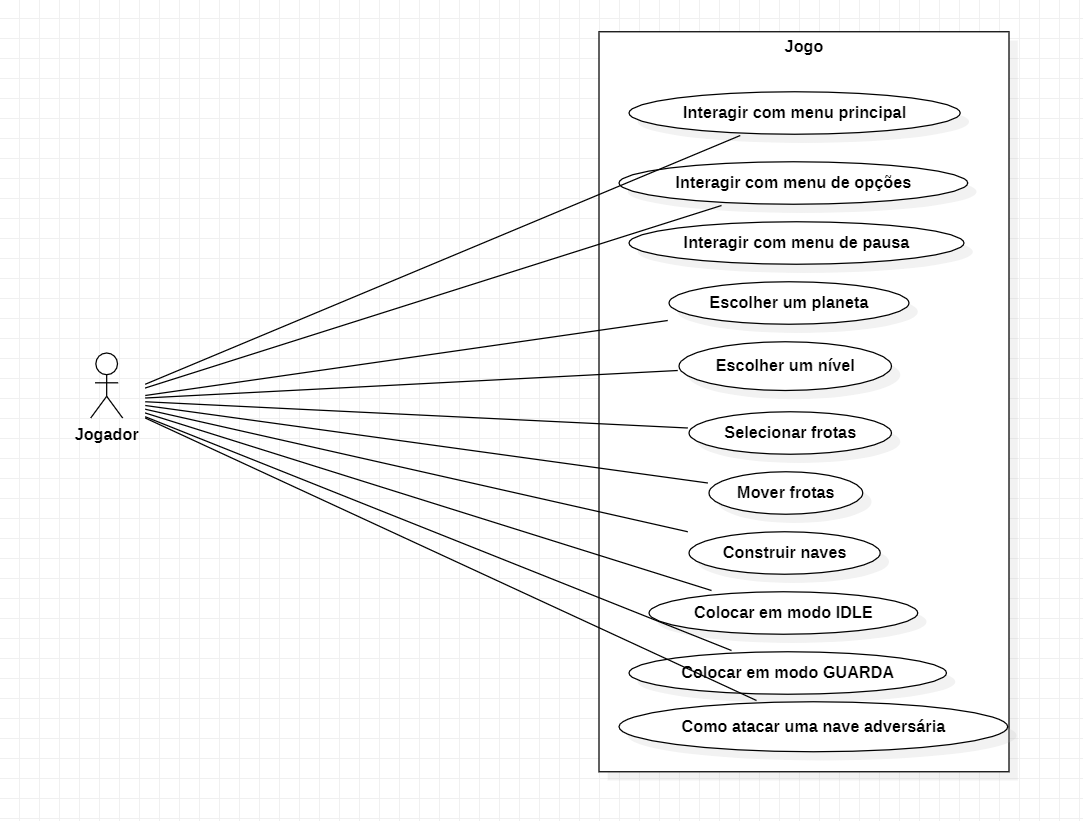 Jogo
Interagir com menu principal
Interagir com menu de opções
Interagir com menu de pausa
Escolher um planeta
Escolher um nível
Jogador
Selecionar frotas
Mover frotas
Construir naves
Colocar em modo IDLE
Colocar em modo GUARDA
Como atacar uma nave adversária